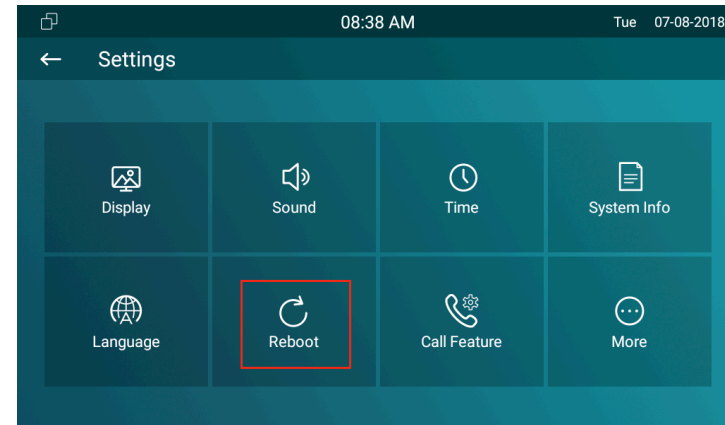 08:38 AM Tue 07-08-2018
Settings
Display Sound Time System Info
Language Reboot Call Feature More